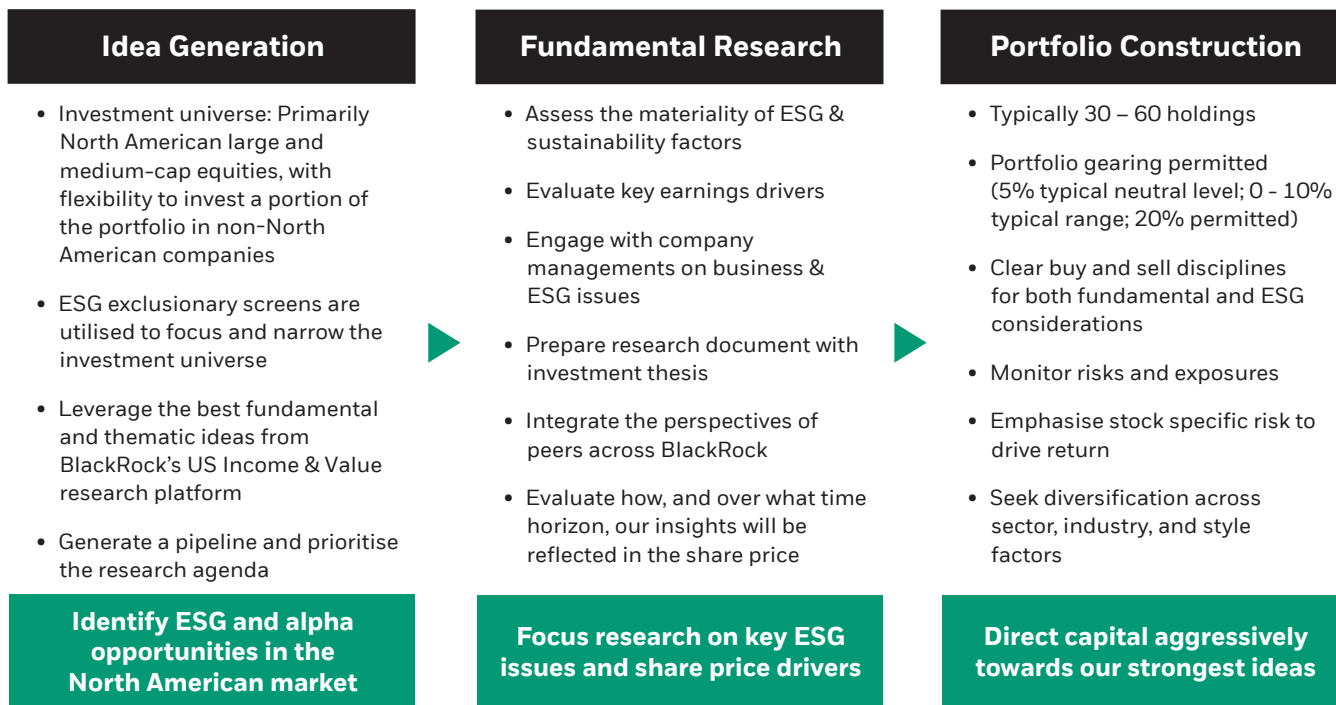 Idea Generation
• Investment universe: Primarily
North American large and
medium-cap equities, with
flexibility to invest a portion of
the portfolio in non-North
American companies
• ESG exclusionary screens are
utilised to focus and narrow the
investment universe
• Leverage the best fundamental
and thematic ideas from
BlackRock's US Income & Value
research platform
• Generate a pipeline and prioritise
the research agenda
Identify ESG and alpha
opportunities in the
North American market
Fundamental Research
• Assess the materiality of ESG &
sustainability factors
• Evaluate key earnings drivers
• Engage with company
managements on business &
ESG issues
• Prepare research document with
investment thesis
• Integrate the perspectives of
peers across BlackRock
• Evaluate how, and over what time
horizon, our insights will be
reflected in the share price
Focus research on key ESG
issues and share price drivers
Portfolio Construction
• Typically 30 – 60 holdings
• Portfolio gearing permitted
(5% typical neutral level; 0 - 10%
typical range; 20% permitted)
• Clear buy and sell disciplines
for both fundamental and ESG
considerations
• Monitor risks and exposures
• Emphasise stock specific risk to
drive return
• Seek diversification across
sector, industry, and style
factors
Direct capital aggressively
towards our strongest ideas